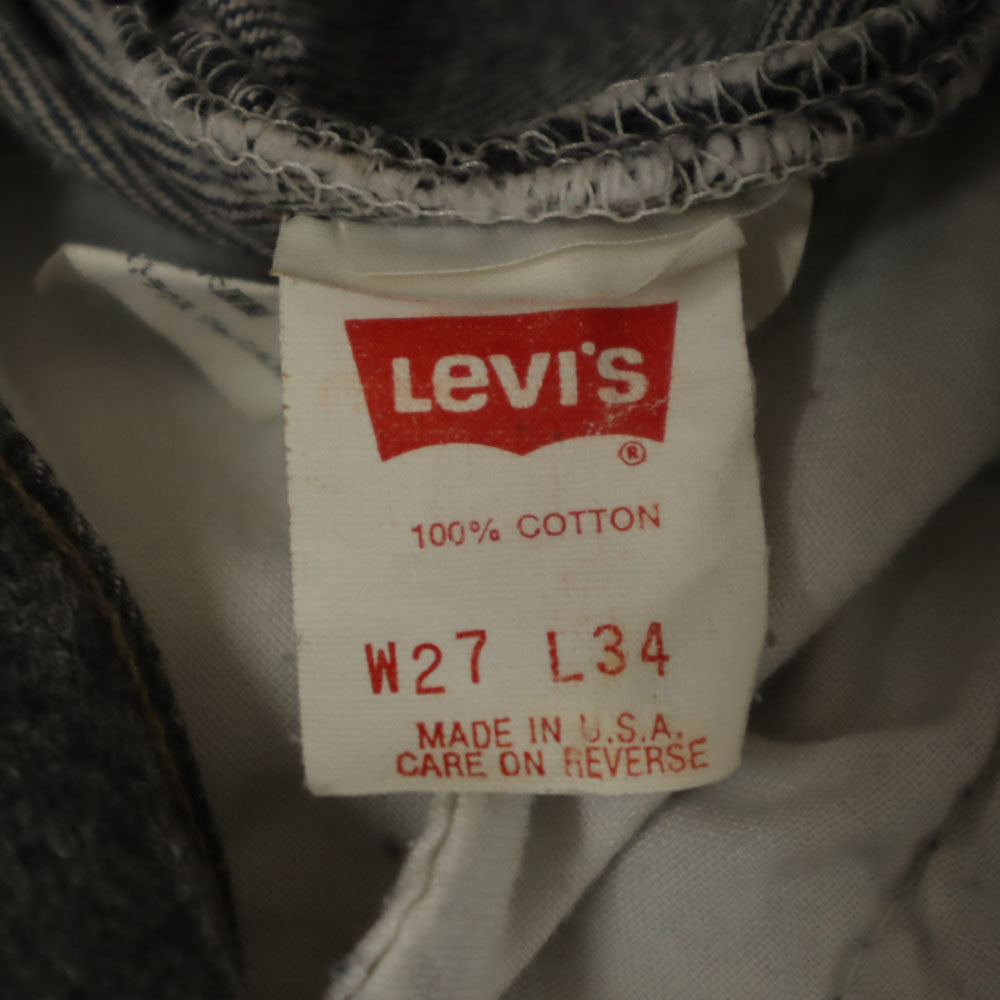 LEVI'S
®
100% COTTON
W27 L34
MADE IN U.S.A.
CARE ON REVERSE